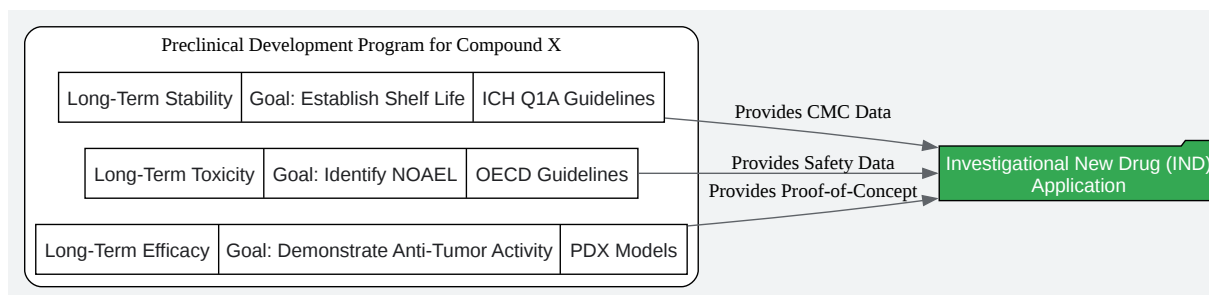 Preclinical Development Program for Compound X
Long-Term Stability Goal: Establish Shelf Life ICH Q1A Guidelines
Provides CMC Data
Long-Term Toxicity Goal: Identify NOAEL OECD Guidelines
Provides Safety Data
Long-Term Efficacy Goal: Demonstrate Anti-Tumor Activity PDX Models
Provides Proof-of-Concept
Investigational New Drug (IND)
Application